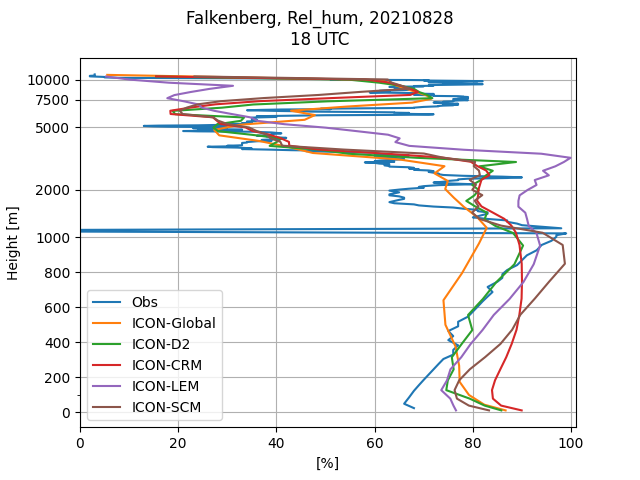 Falkenberg, Rel_hum, 20210828
18 UTC
10000
7500
5000
2000
1000
800
600
400
200
0
Height [m]
Obs
ICON-Global
ICON-D2
ICON-CRM
ICON-LEM
ICON-SCM
0 20 40 60 80 100
[%]